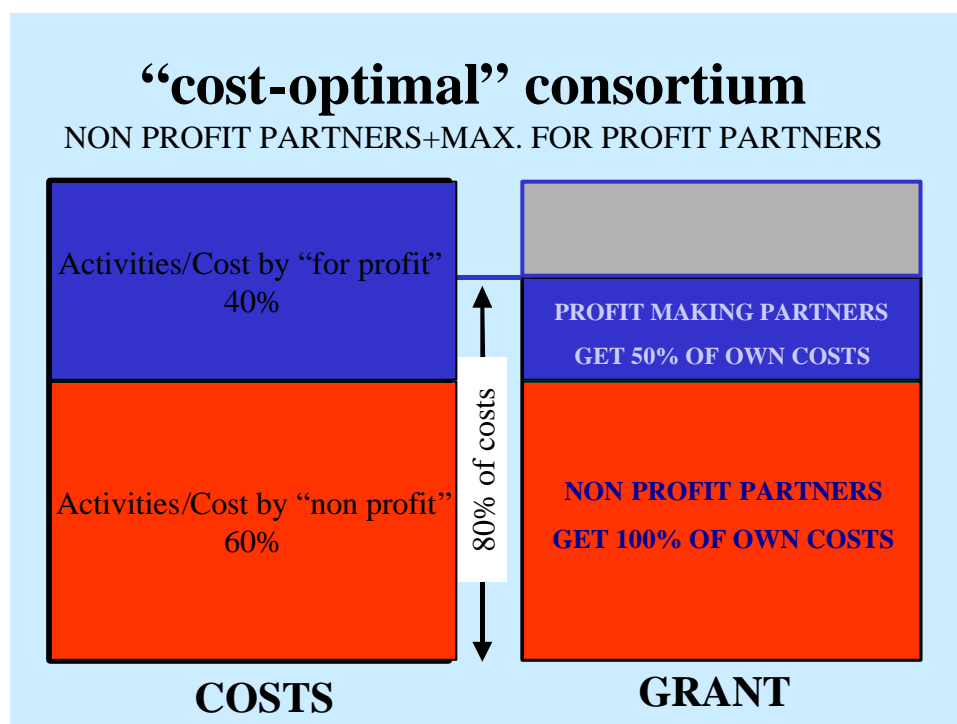 “cost-optimal” consortium
NON PROFIT PARTNERS+MAX. FOR PROFIT PARTNERS
Activities/Cost by “for profit”
40%
PROFIT MAKING PARTNERS
GET 50% OF OWN COSTS
80% of costs
Activities/Cost by “non profit”
60%
NON PROFIT PARTNERS
GET 100% OF OWN COSTS
COSTS
GRANT